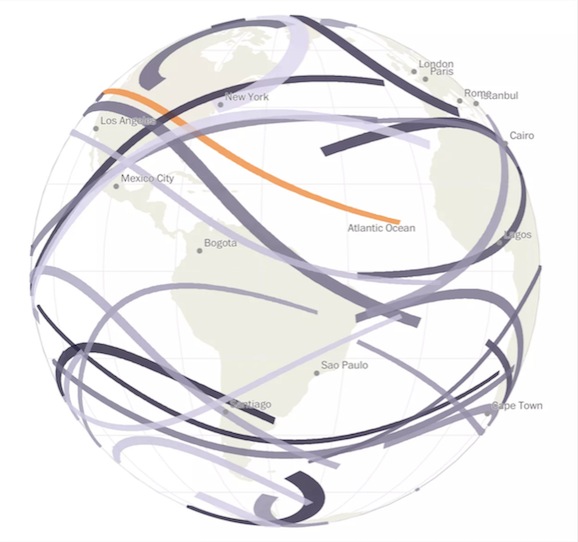 London
Paris
Rome
Istanbul
New York
Los Angeles
Cairo
Mexico City
Atlantic Ocean
Lagos
Bogota
Sao Paulo
Santiago
Cape Town